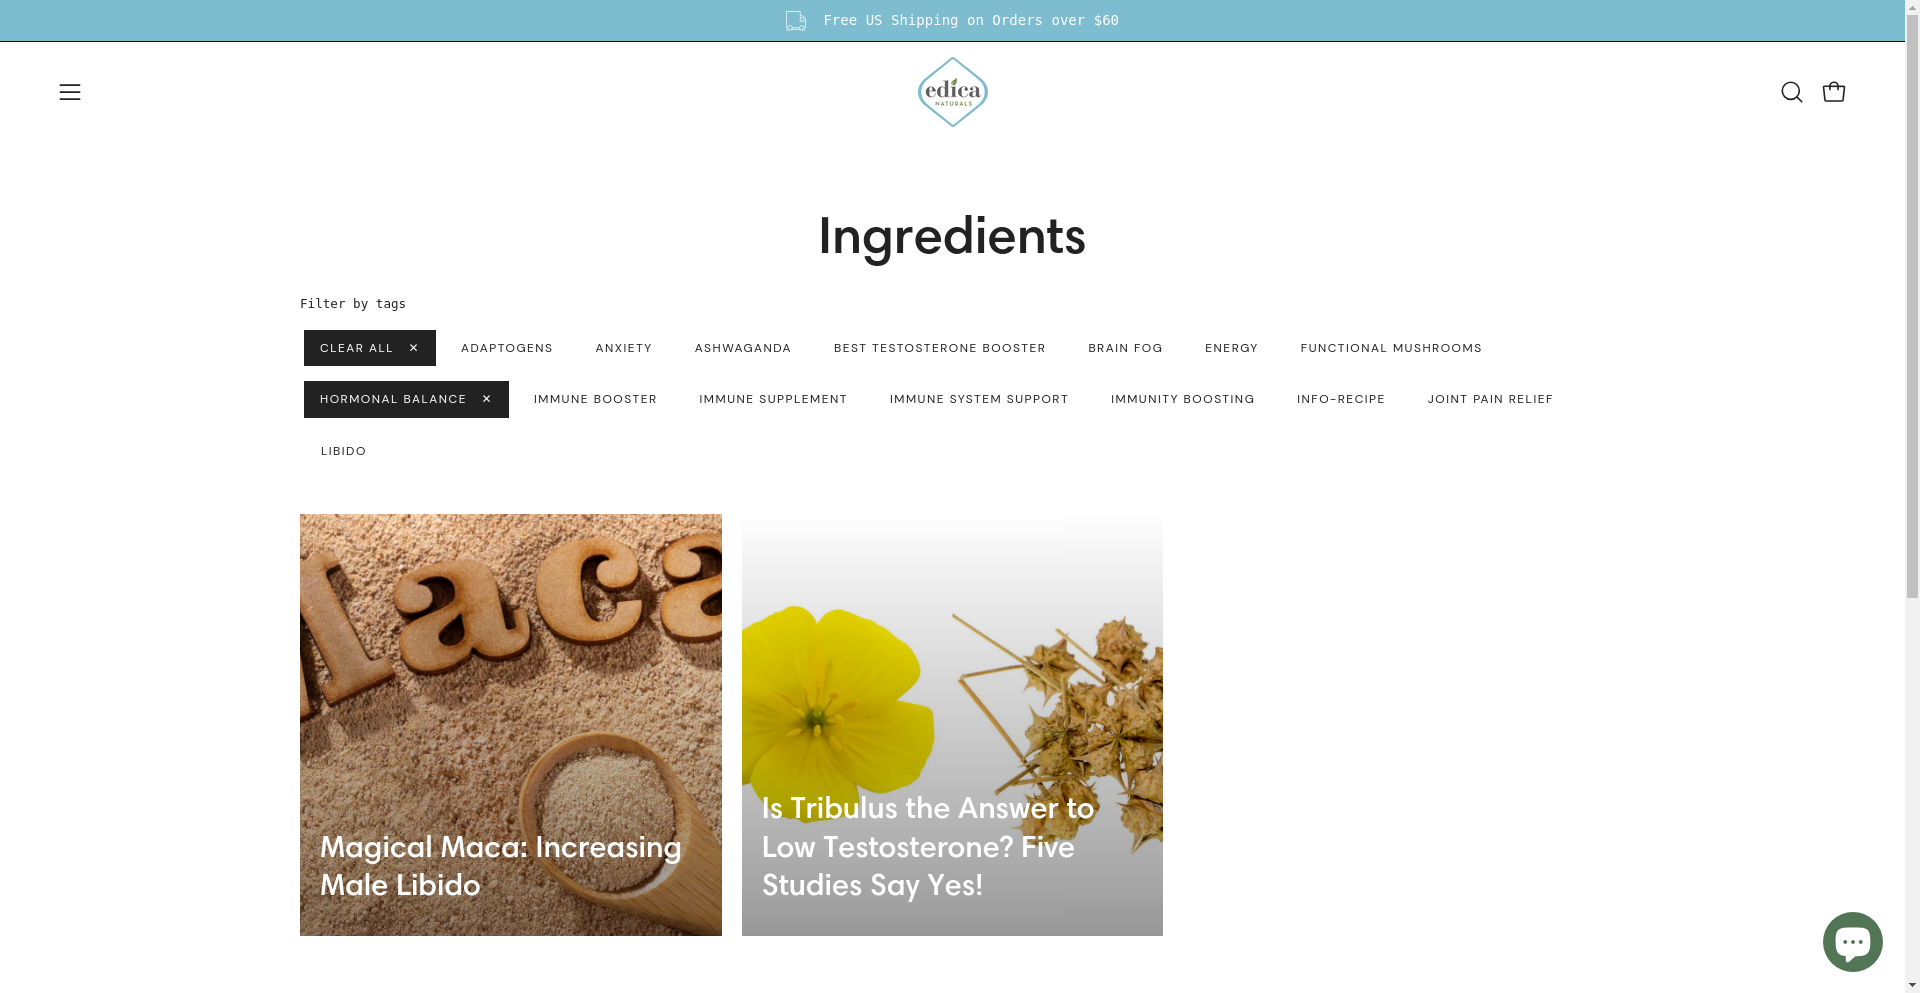 Free US Shipping on Orders over $60
edica
NATURALS
Ingredients
Filter by tags
CLEAR ALL ✕
ADAPTOGENS
ANXIETY
ASHWAGANDA
BEST TESTOSTERONE BOOSTER
BRAIN FOG
ENERGY
FUNCTIONAL MUSHROOMS
HORMONAL BALANCE ✕
IMMUNE BOOSTER
IMMUNE SUPPLEMENT
IMMUNE SYSTEM SUPPORT
IMMUNITY BOOSTING
INFO-RECIPE
JOINT PAIN RELIEF
LIBIDO
Maca
Magical Maca: Increasing
Male Libido
Is Tribulus the Answer to
Low Testosterone? Five
Studies Say Yes!